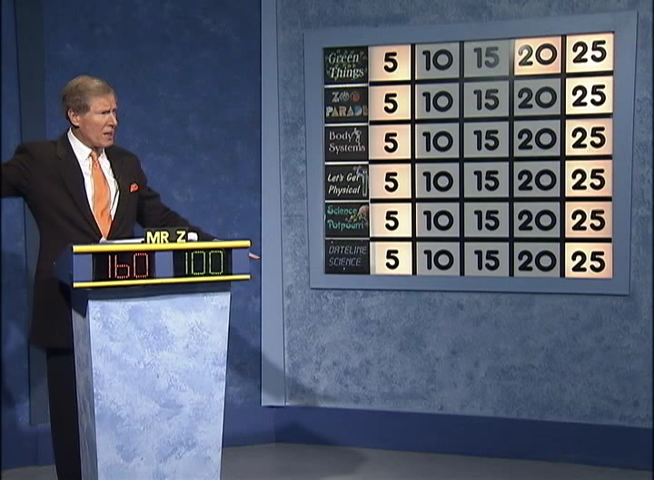 Green Things 5 10 15 20 25
ZOO PARADE 5 10 15 20 25
Body Systems 5 10 15 20 25
Let's Get Physical 5 10 15 20 25
Science Potpourri 5 10 15 20 25
DATELINE SCIENCE 5 10 15 20 25
MR Z
160 100